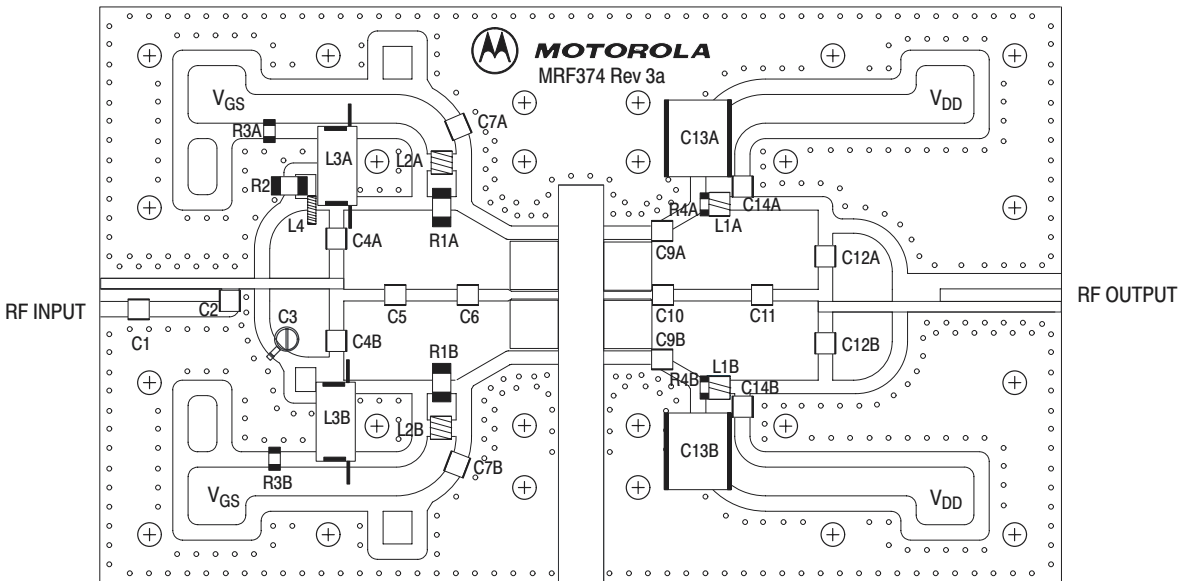 MOTOROLA
MRF374 Rev 3a
VGS
VDD
C7A
R3A
C13A
L3A
L2A
R2
C14A
R4A
L1A
L4
R1A
C4A
C9A
C12A
RF INPUT
C2
C1
C3
C5
C6
C10
C11
RF OUTPUT
C4B
C9B
C12B
R1B
L1B
R4B
C14B
L3B
L2B
C13B
C7B
R3B
VGS
VDD